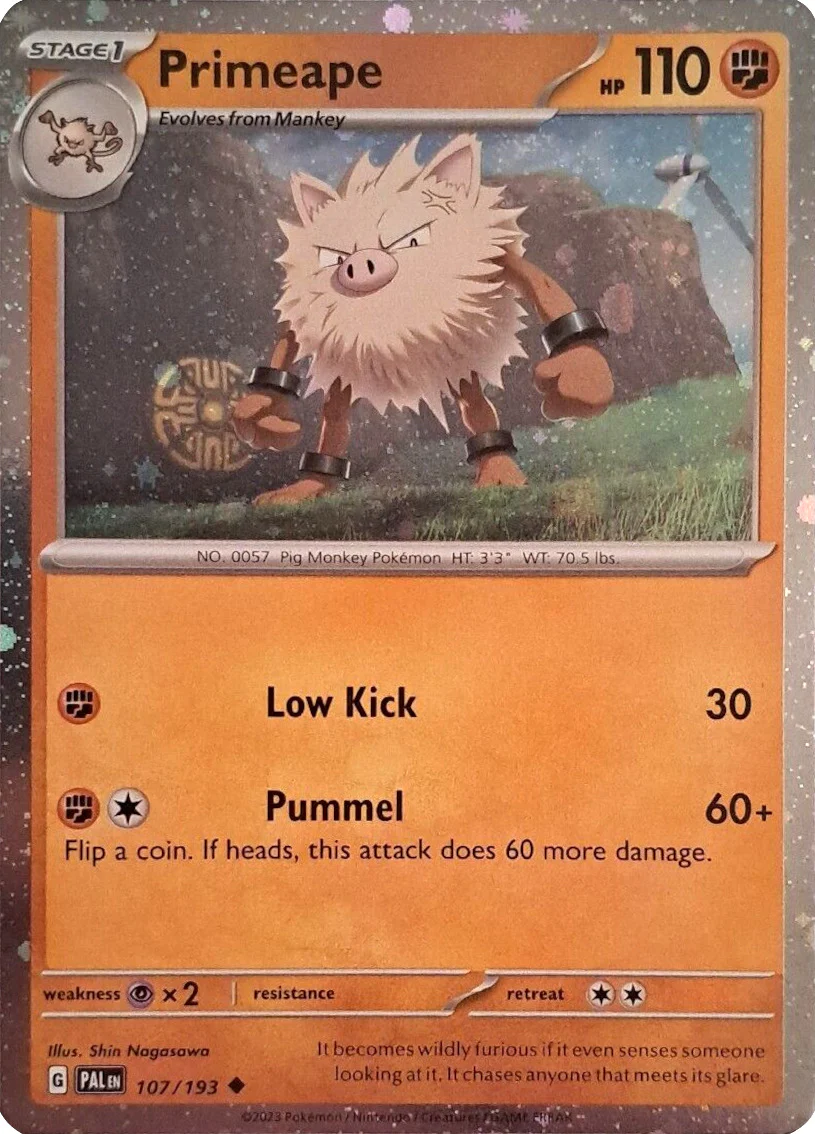 STAGE 1
Primeape
HP 110
Evolves from Mankey
NO. 0057 Pig Monkey Pokémon HT: 3'3" WT: 70.5 lbs.
Low Kick 30
Pummel 60+
Flip a coin. If heads, this attack does 60 more damage.
weakness ×2 resistance retreat
Illus. Shin Nagasawa
It becomes wildly furious if it even senses someone
looking at it. It chases anyone that meets its glare.
G PAL EN 107/193
©2023 Pokémon / Nintendo / Creatures / GAME FREAK